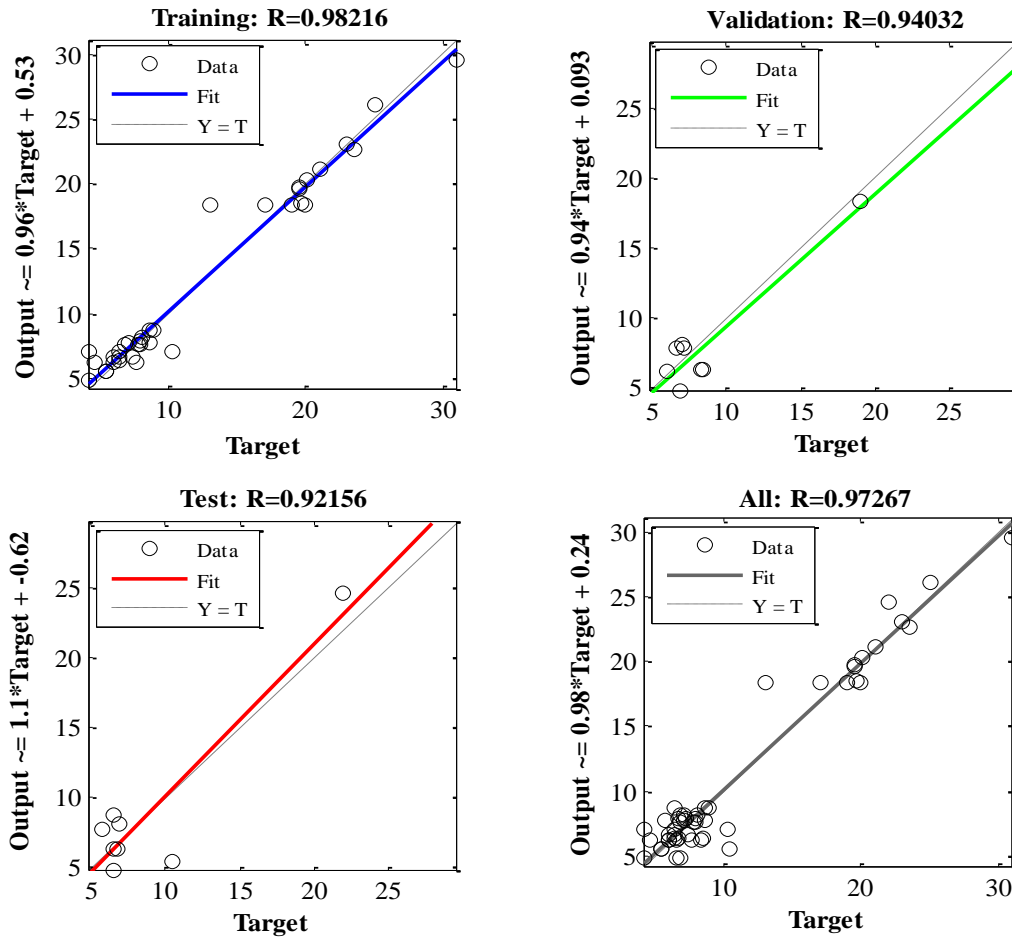 Training: R=0.98216
Output ~= 0.96*Target + 0.53
30
25
20
15
10
5
Data
Fit
Y = T
10
20
30
Target
Validation: R=0.94032
Output ~= 0.94*Target + 0.093
25
20
15
10
5
Data
Fit
Y = T
5
10
15
20
25
Target
Test: R=0.92156
Output ~= 1.1*Target + -0.62
25
20
15
10
5
Data
Fit
Y = T
5
10
15
20
25
Target
All: R=0.97267
Output ~= 0.98*Target + 0.24
30
25
20
15
10
5
Data
Fit
Y = T
10
20
30
Target